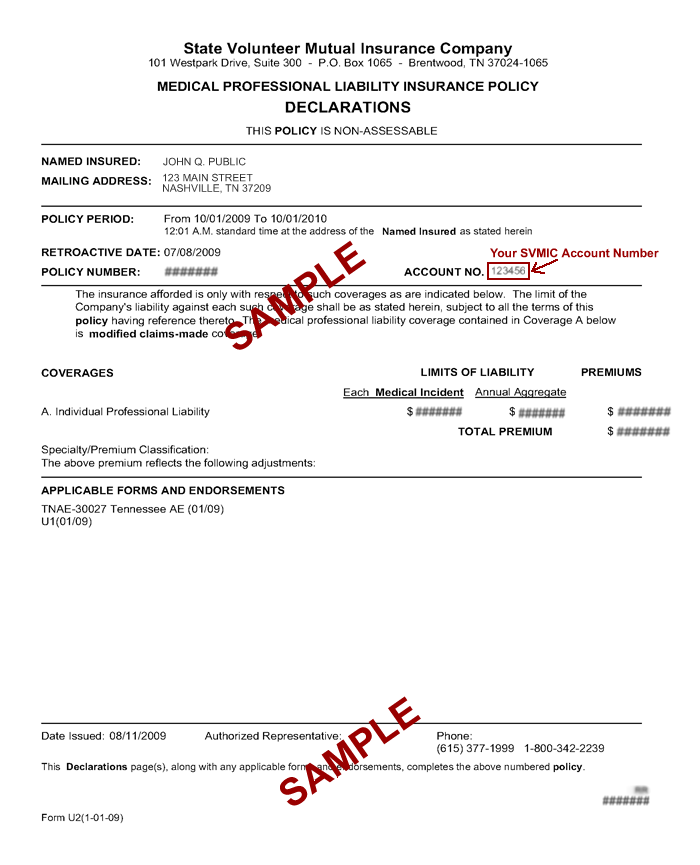 State Volunteer Mutual Insurance Company
101 Westpark Drive, Suite 300 - P.O. Box 1065 - Brentwood, TN 37024-1065
MEDICAL PROFESSIONAL LIABILITY INSURANCE POLICY
DECLARATIONS
THIS POLICY IS NON-ASSESSABLE
NAMED INSURED: JOHN Q. PUBLIC
MAILING ADDRESS: 123 MAIN STREET
NASHVILLE, TN 37209
POLICY PERIOD: From 10/01/2009 To 10/01/2010
12:01 A.M. standard time at the address of the Named Insured as stated herein
RETROACTIVE DATE: 07/08/2009 Your SVMIC Account Number
POLICY NUMBER: ####### ACCOUNT NO. 123456
The insurance afforded is only with respect to such coverages as are indicated below. The limit of the
Company's liability against each such coverage shall be as stated herein, subject to all the terms of this
policy having reference thereto. The medical professional liability coverage contained in Coverage A below
is modified claims-made coverage.
SAMPLE
COVERAGES LIMITS OF LIABILITY PREMIUMS
Each Medical Incident Annual Aggregate
A. Individual Professional Liability $ ####### $ ####### $ #######
TOTAL PREMIUM $ #######
Specialty/Premium Classification:
The above premium reflects the following adjustments:
APPLICABLE FORMS AND ENDORSEMENTS
TNAE-30027 Tennessee AE (01/09)
U1(01/09)
Date Issued: 08/11/2009 Authorized Representative: Phone:
(615) 377-1999 1-800-342-2239
SAMPLE
This Declarations page(s), along with any applicable forms and endorsements, completes the above numbered policy.
#######
Form U2(1-01-09)